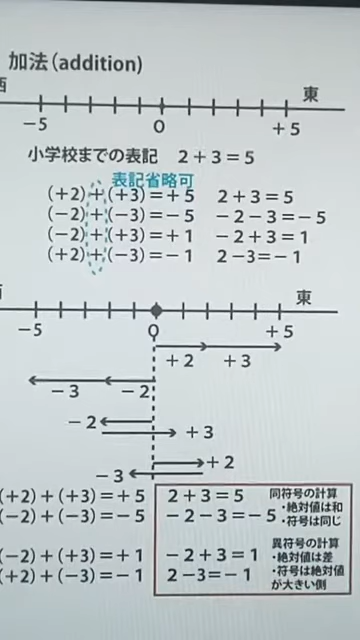 加法(addition)
西 東
-5 0 +5
小学校までの表記 2+3=5
表記省略可
(+2)+(+3)=+5 2+3=5
(-2)+(-3)=-5 -2-3=-5
(-2)+(+3)=+1 -2+3=1
(+2)+(-3)=-1 2-3=-1
東
-5 0 +5
+2 +3
-3 -2
-2 +3
+2
-3
(+2)+(+3)=+5 2+3=5 同符号の計算
(-2)+(-3)=-5 -2-3=-5 ・絶対値は和
・符号は同じ
(-2)+(+3)=+1 -2+3=1 異符号の計算
・絶対値は差
(+2)+(-3)=-1 2-3=-1 ・符号は絶対値
が大きい側